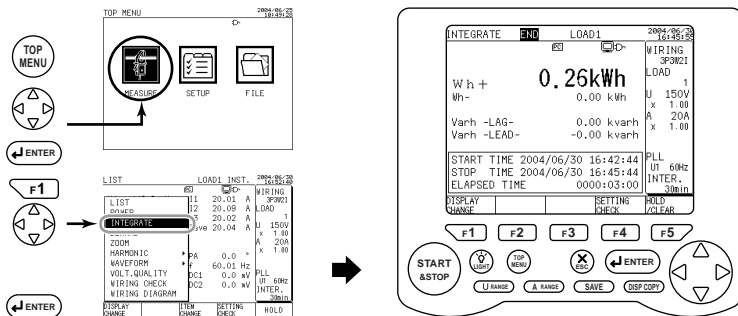 TOP MENU
2004/06/25
10:49:28
TOP
MENU
MEASURE
SETUP
FILE
ENTER
F1
ENTER
LIST
LOAD1 INST.
2004/06/30
16:52:40
LIST
POWER
INTEGRATE
ZOOM
HARMONIC
WAVEFORM
VOLT.QUALITY
WIRING CHECK
WIRING DIAGRAM
I1 20.01 A
I2 20.09 A
20.02 A
ave 20.04 A
PA 0.0 °
f 60.01 Hz
DC1 0.0 mV
DC2 0.0 mV
WIRING
3P3W2I
LOAD
1
U 150V
x 1.00
A 20A
x 1.00
PLL
U1 60Hz
INTER.
30min
DISPLAY
CHANGE
ITEM
CHANGE
SETTING
CHECK
HOLD
INTEGRATE END LOAD1
PC
2004/06/30
16:45:55
Wh+ 0.26kWh
Wh- 0.00 kWh
Varh -LAG- 0.00 kvarh
Varh -LEAD- -0.00 kvarh
START TIME 2004/06/30 16:42:44
STOP TIME 2004/06/30 16:45:44
ELAPSED TIME 0000:03:00
WIRING
3P3W2I
LOAD
1
U 150V
x 1.00
A 20A
x 1.00
PLL
U1 60Hz
INTER.
30min
DISPLAY
CHANGE
SETTING
CHECK
HOLD
/CLEAR
F1 F2 F3 F4 F5
START
&STOP
LIGHT
TOP
MENU
ESC
ENTER
U RANGE
A RANGE
SAVE
DISP COPY